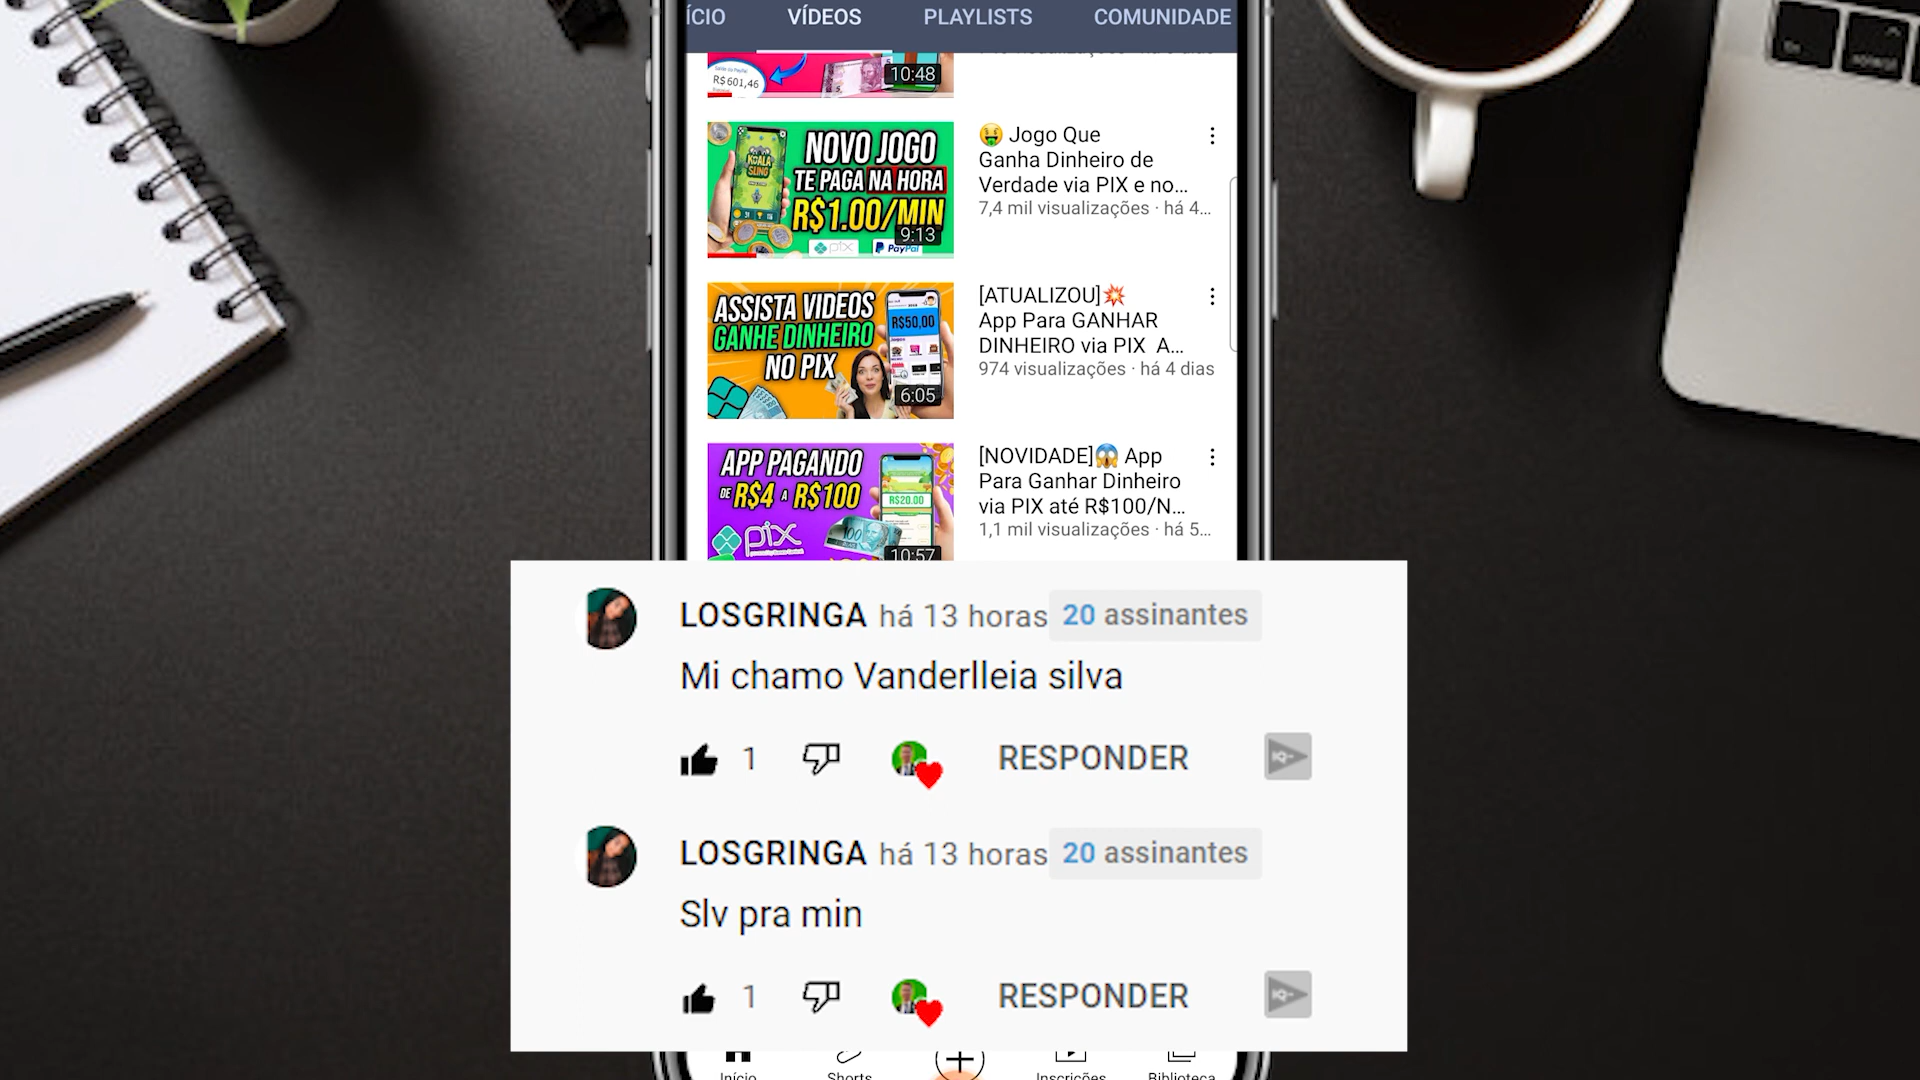 ÍCIO VÍDEOS PLAYLISTS COMUNIDADE
R$601,46
10:48
KOALA SLING
NOVO JOGO
TE PAGA NA HORA
R$1.00/MIN
9:13
pix PayPal
🤑 Jogo Que
Ganha Dinheiro de
Verdade via PIX e no...
7,4 mil visualizações · há 4...
ASSISTA VIDEOS
GANHE DINHEIRO
NO PIX
R$50,00
6:05
[ATUALIZOU]💥
App Para GANHAR
DINHEIRO via PIX A...
974 visualizações · há 4 dias
APP PAGANDO
DE R$4 A R$100
R$20.00
pix
100
10:57
[NOVIDADE]😱 App
Para Ganhar Dinheiro
via PIX até R$100/N...
1,1 mil visualizações · há 5...
LOSGRINGA há 13 horas 20 assinantes
Mi chamo Vanderlleia silva
1 RESPONDER
LOSGRINGA há 13 horas 20 assinantes
Slv pra min
1 RESPONDER
Início Shorts Inscrições Biblioteca